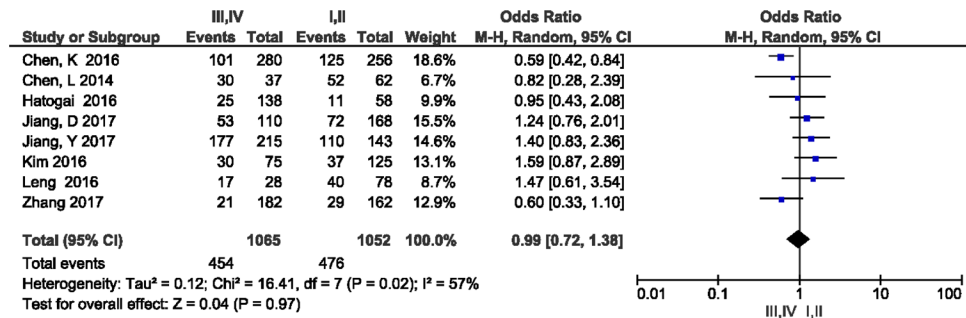 III,IV I,II Odds Ratio Odds Ratio
Study or Subgroup Events Total Events Total Weight M-H, Random, 95% CI M-H, Random, 95% CI
Chen, K 2016 101 280 125 256 18.6% 0.59 [0.42, 0.84]
Chen, L 2014 30 37 52 62 6.7% 0.82 [0.28, 2.39]
Hatogai 2016 25 138 11 58 9.9% 0.95 [0.43, 2.08]
Jiang, D 2017 53 110 72 168 15.5% 1.24 [0.76, 2.01]
Jiang, Y 2017 177 215 110 143 14.6% 1.40 [0.83, 2.36]
Kim 2016 30 75 37 125 13.1% 1.59 [0.87, 2.89]
Leng 2016 17 28 40 78 8.7% 1.47 [0.61, 3.54]
Zhang 2017 21 182 29 162 12.9% 0.60 [0.33, 1.10]
Total (95% CI) 1065 1052 100.0% 0.99 [0.72, 1.38]
Total events 454 476
Heterogeneity: Tau² = 0.12; Chi² = 16.41, df = 7 (P = 0.02); I² = 57%
Test for overall effect: Z = 0.04 (P = 0.97)
0.01 0.1 1 10 100
III,IV I,II